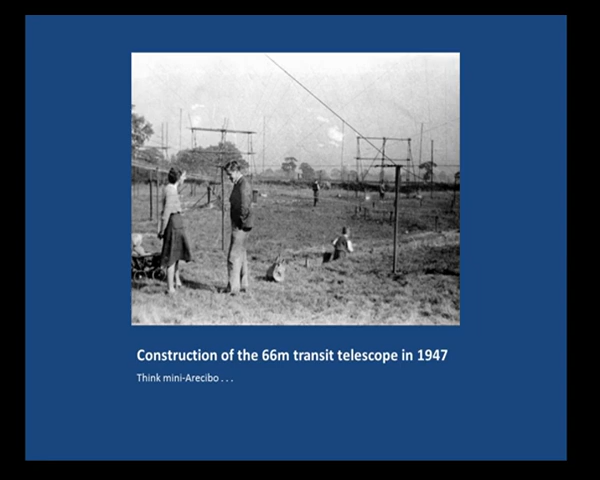 Construction of the 66m transit telescope in 1947
Think mini-Arecibo . . .